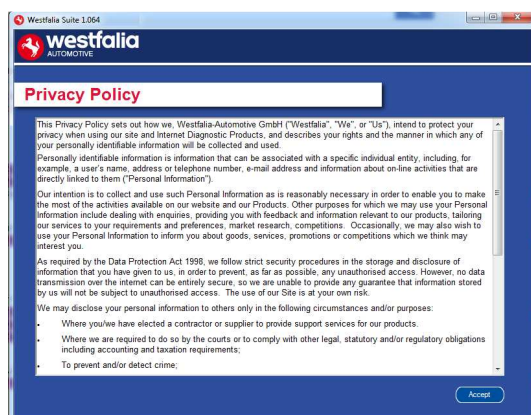 Westfalia Suite 1.064
westfalia
AUTOMOTIVE
Privacy Policy
This Privacy Policy sets out how we, Westfalia-Automotive GmbH ("Westfalia", "We", or "Us"), intend to protect your
privacy when using our site and Internet Diagnostic Products, and describes your rights and the manner in which any of
your personally identifiable information will be collected and used.
Personally identifiable information is information that can be associated with a specific individual entity, including, for
example, a user's name, address or telephone number, e-mail address and information about on-line activities that are
directly linked to them ("Personal Information").
Our intention is to collect and use such Personal Information as is reasonably necessary in order to enable you to make
the most of the activities available on our website and our Products. Other purposes for which we may use your Personal
Information include dealing with enquiries, providing you with feedback and information relevant to our products, tailoring
our services to your requirements and preferences, market research, competitions. Occasionally, we may also wish to
use your Personal Information to inform you about goods, services, promotions or competitions which we think may
interest you.
As required by the Data Protection Act 1998, we follow strict security procedures in the storage and disclosure of
information that you have given to us, in order to prevent, as far as possible, any unauthorised access. However, no data
transmission over the internet can be entirely secure, so we are unable to provide any guarantee that information stored
by us will not be subject to unauthorised access. The use of our Site is at your own risk.
We may disclose your personal information to others only in the following circumstances and/or purposes:
• Where you/we have elected a contractor or supplier to provide support services for our products.
• Where we are required to do so by the courts or to comply with other legal, statutory and/or regulatory obligations
including accounting and taxation requirements;
• To prevent and/or detect crime;
Accept